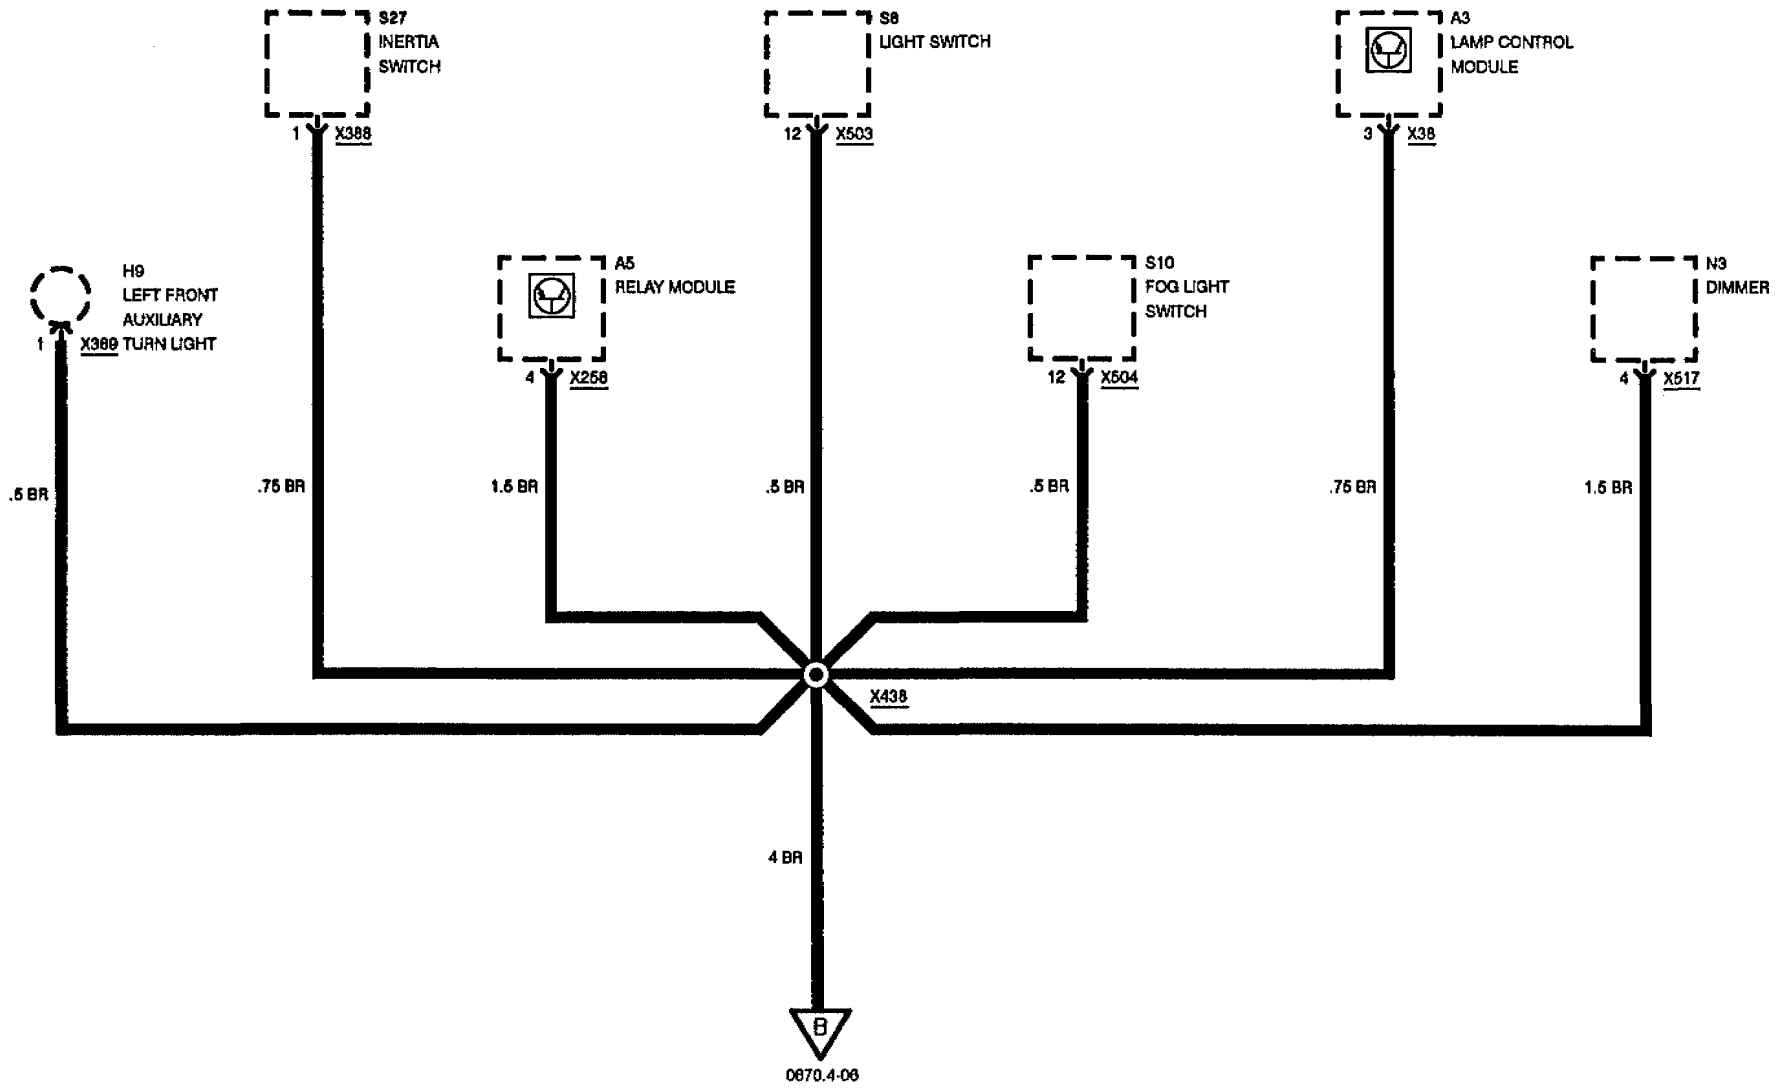 S27
INERTIA
SWITCH
1 X388
S8
LIGHT SWITCH
12 X503
A3
LAMP CONTROL
MODULE
3 X38
H9
LEFT FRONT
AUXILIARY
TURN LIGHT
1 X369
A5
RELAY MODULE
4 X258
S10
FOG LIGHT
SWITCH
12 X504
N3
DIMMER
4 X517
.5 BR
.75 BR
1.5 BR
.5 BR
.5 BR
.75 BR
1.5 BR
X438
4 BR
B
0670.4-06